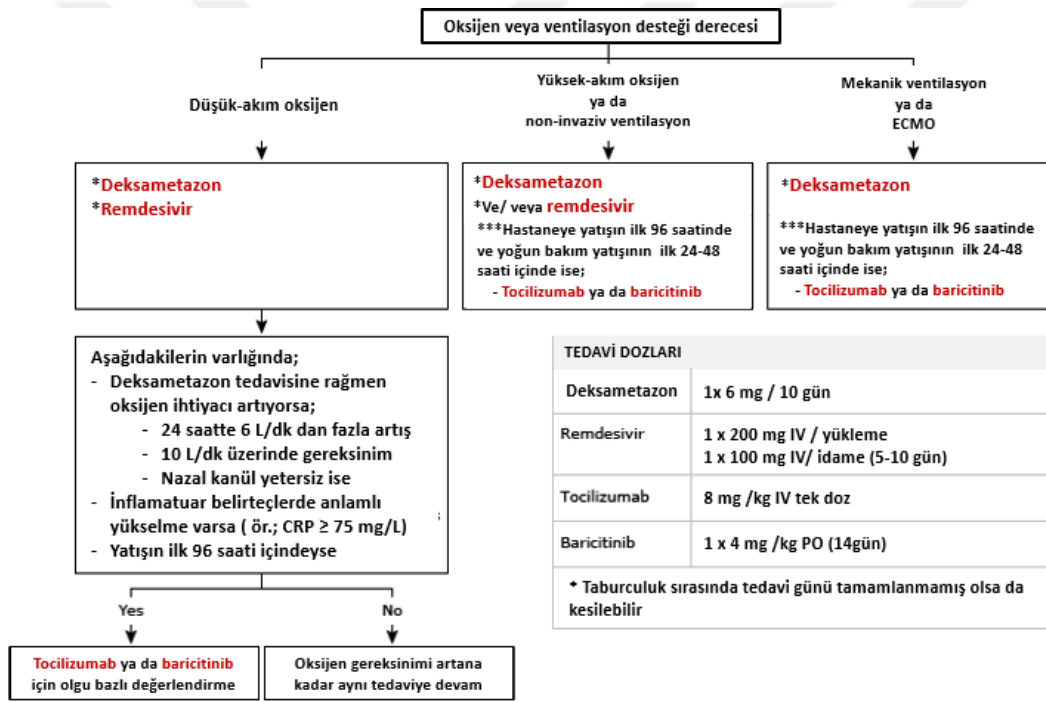 Oksijen veya ventilasyon desteği derecesi
Düşük-akım oksijen
Yüksek-akım oksijen
ya da
non-invaziv ventilasyon
Mekanik ventilasyon
ya da
ECMO
*Deksametazon
*Remdesivir
*Deksametazon
*Ve/ veya remdesivir
***Hastaneye yatışın ilk 96 saatinde
ve yoğun bakım yatışının ilk 24-48
saati içinde ise;
- Tocilizumab ya da baricitinib
*Deksametazon
***Hastaneye yatışın ilk 96 saatinde
ve yoğun bakım yatışının ilk 24-48
saati içinde ise;
- Tocilizumab ya da baricitinib
Aşağıdakilerin varlığında;
- Deksametazon tedavisine rağmen
oksijen ihtiyacı artıyorsa;
- 24 saatte 6 L/dk dan fazla artış
- 10 L/dk üzerinde gereksinim
- Nazal kanül yetersiz ise
- İnflamatuar belirteçlerde anlamlı
yükselme varsa ( ör.; CRP ≥ 75 mg/L) ;
- Yatışın ilk 96 saati içindeyse
Yes
No
Tocilizumab ya da baricitinib
için olgu bazlı değerlendirme
Oksijen gereksinimi artana
kadar aynı tedaviye devam
TEDAVİ DOZLARI
Deksametazon 1x 6 mg / 10 gün
Remdesivir 1 x 200 mg IV / yükleme
1 x 100 mg IV/ idame (5-10 gün)
Tocilizumab 8 mg /kg IV tek doz
Baricitinib 1 x 4 mg /kg PO (14gün)
* Taburculuk sırasında tedavi günü tamamlanmamış olsa da
kesilebilir